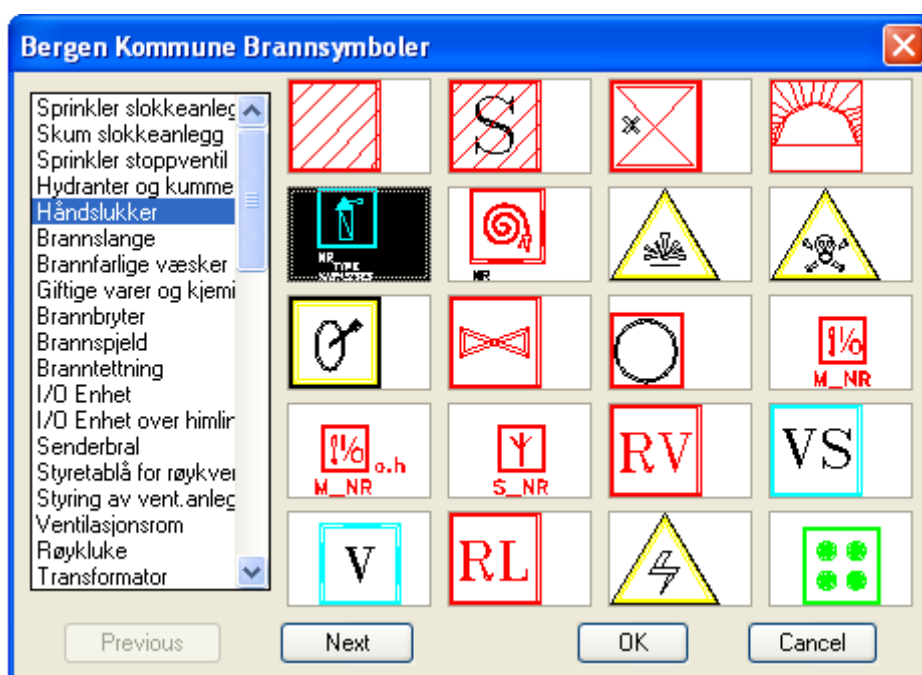 Bergen Kommune Brannsymboler
Sprinkler slokkeanleg
Skum slokkeanlegg
Sprinkler stoppventil
Hydranter og kumme
Håndslukker
Brannslange
Brannfarlige væsker
Giftige varer og kjemi
Brannbryter
Brannspjeld
Branntettning
I/O Enhet
I/O Enhet over himlin
Senderbral
Styretablå for røykver
Styring av vent.anleg
Ventilasjonsrom
Røykluke
Transformator
S
NR
TYPE
NR
I/O
M_NR
I/O o.h
M_NR
S_NR
RV
VS
V
RL
Previous
Next
OK
Cancel